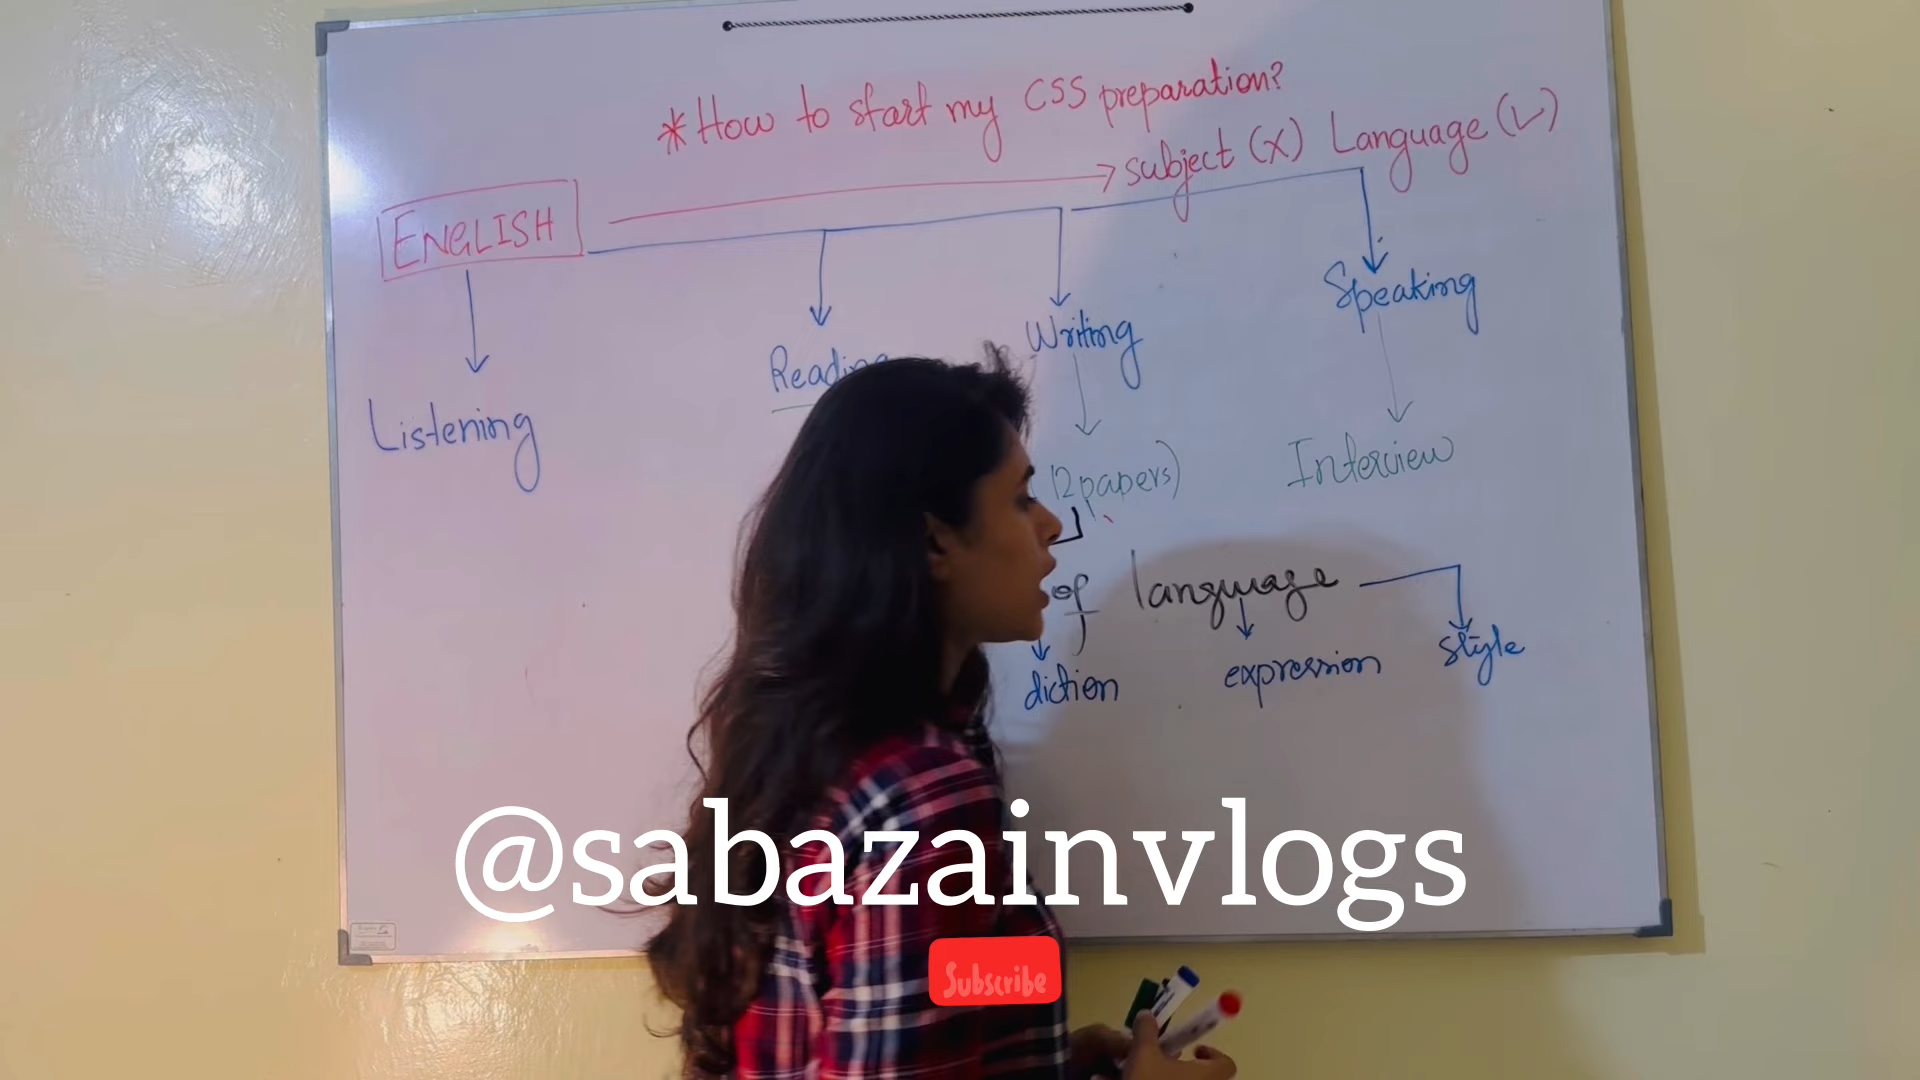 *How to start my CSS preparation?
ENGLISH → subject (X) Language (✓)
Listening
Writing
Speaking
12 papers)
Interview
of language
diction
expression
style
@sabazainvlogs
Subscribe